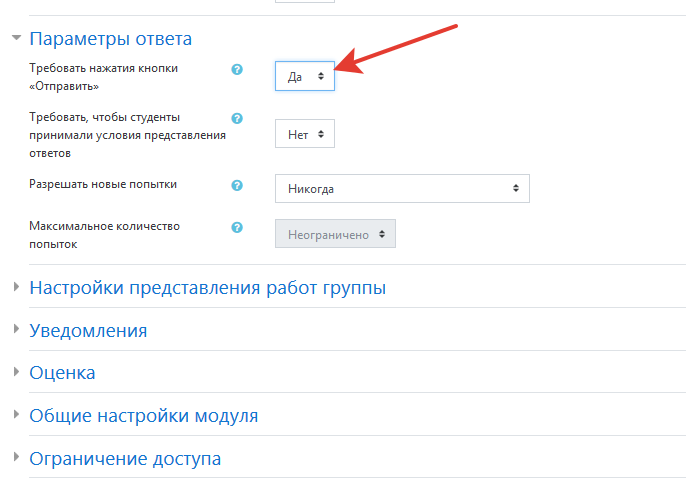 Параметры ответа
Требовать нажатия кнопки
«Отправить»
Да
Требовать, чтобы студенты
принимали условия представления
ответов
Нет
Разрешать новые попытки
Никогда
Максимальное количество
попыток
Неограничено
Настройки представления работ группы
Уведомления
Оценка
Общие настройки модуля
Ограничение доступа